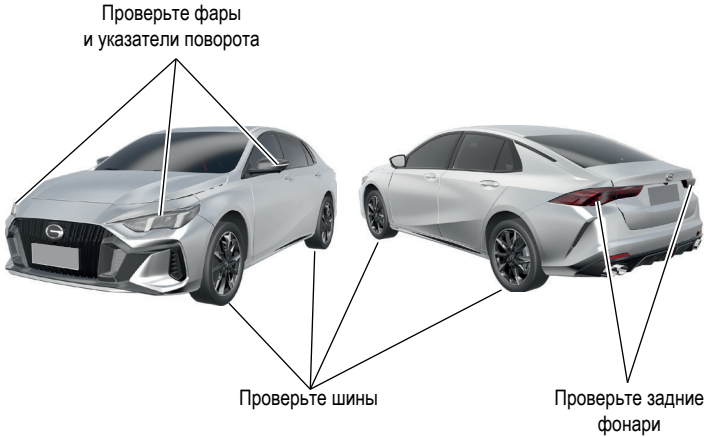 Проверьте фары
и указатели поворота
Проверьте шины
Проверьте задние
фонари